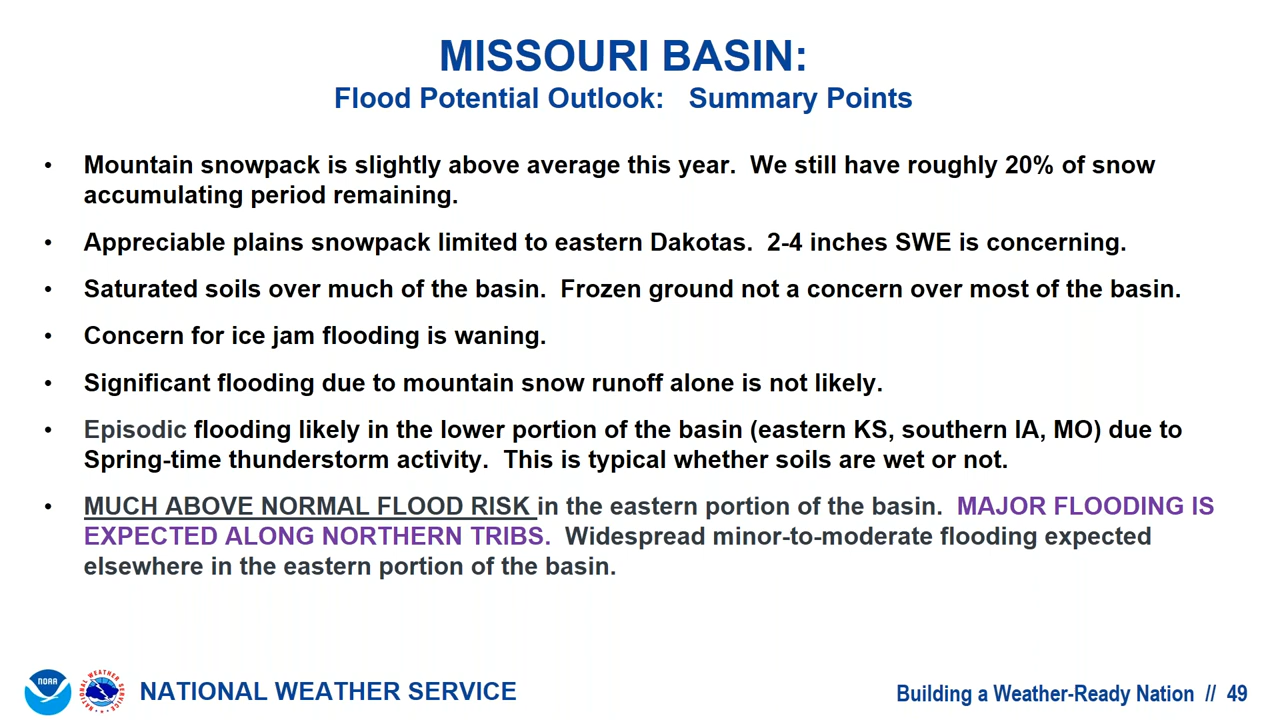 MISSOURI BASIN:
Flood Potential Outlook: Summary Points
• Mountain snowpack is slightly above average this year. We still have roughly 20% of snow
accumulating period remaining.
• Appreciable plains snowpack limited to eastern Dakotas. 2-4 inches SWE is concerning.
• Saturated soils over much of the basin. Frozen ground not a concern over most of the basin.
• Concern for ice jam flooding is waning.
• Significant flooding due to mountain snow runoff alone is not likely.
• Episodic flooding likely in the lower portion of the basin (eastern KS, southern IA, MO) due to
Spring-time thunderstorm activity. This is typical whether soils are wet or not.
• MUCH ABOVE NORMAL FLOOD RISK in the eastern portion of the basin. MAJOR FLOODING IS
EXPECTED ALONG NORTHERN TRIBS. Widespread minor-to-moderate flooding expected
elsewhere in the eastern portion of the basin.
NOAA
NATIONAL WEATHER SERVICE
NATIONAL WEATHER SERVICE
Building a Weather-Ready Nation // 49